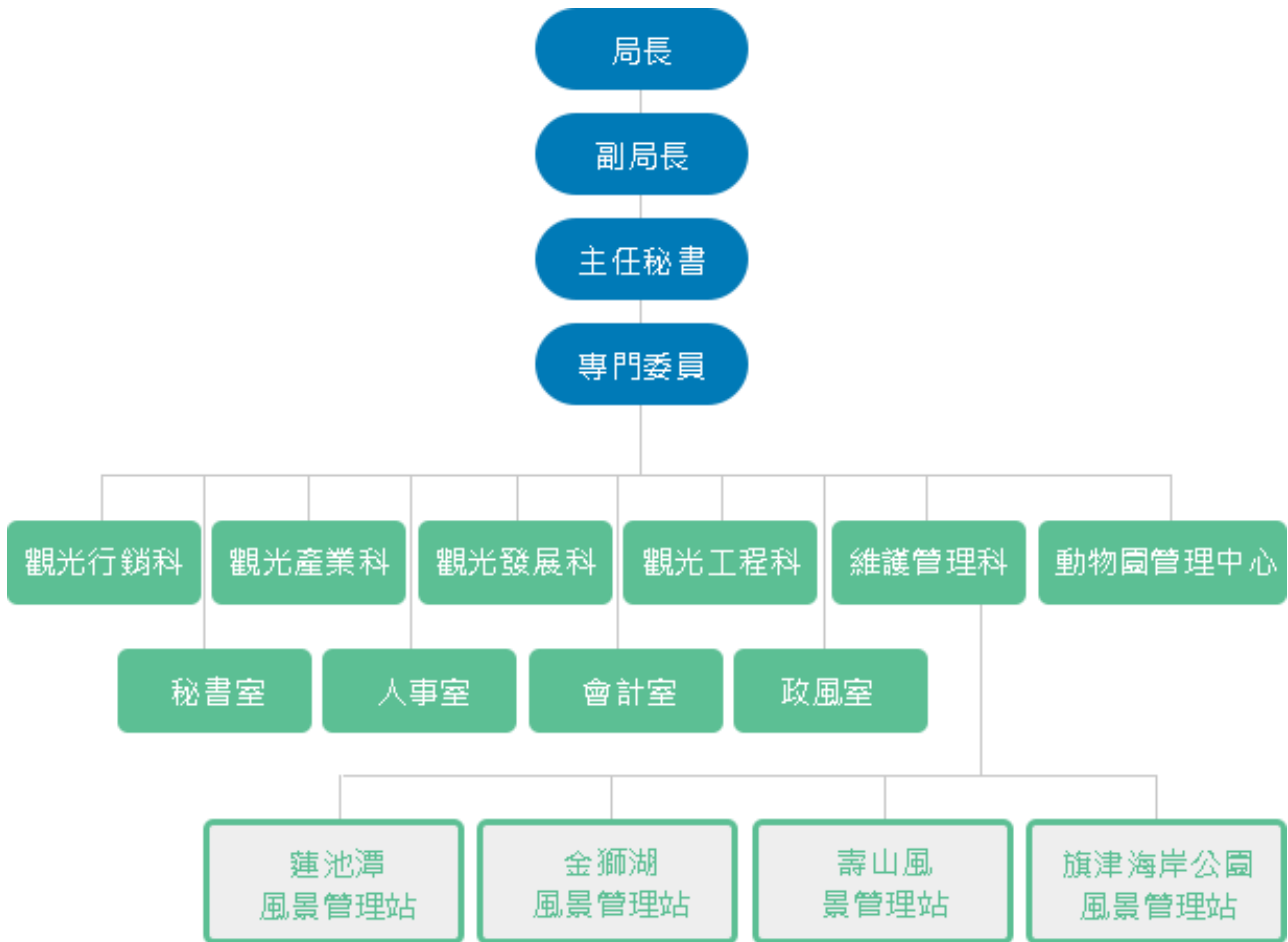 局長
副局長
主任秘書
專門委員
觀光行銷科
觀光產業科
觀光發展科
觀光工程科
維護管理科
動物園管理中心
秘書室
人事室
會計室
政風室
蓮池潭
風景管理站
金獅湖
風景管理站
壽山風
景管理站
旗津海岸公園
風景管理站